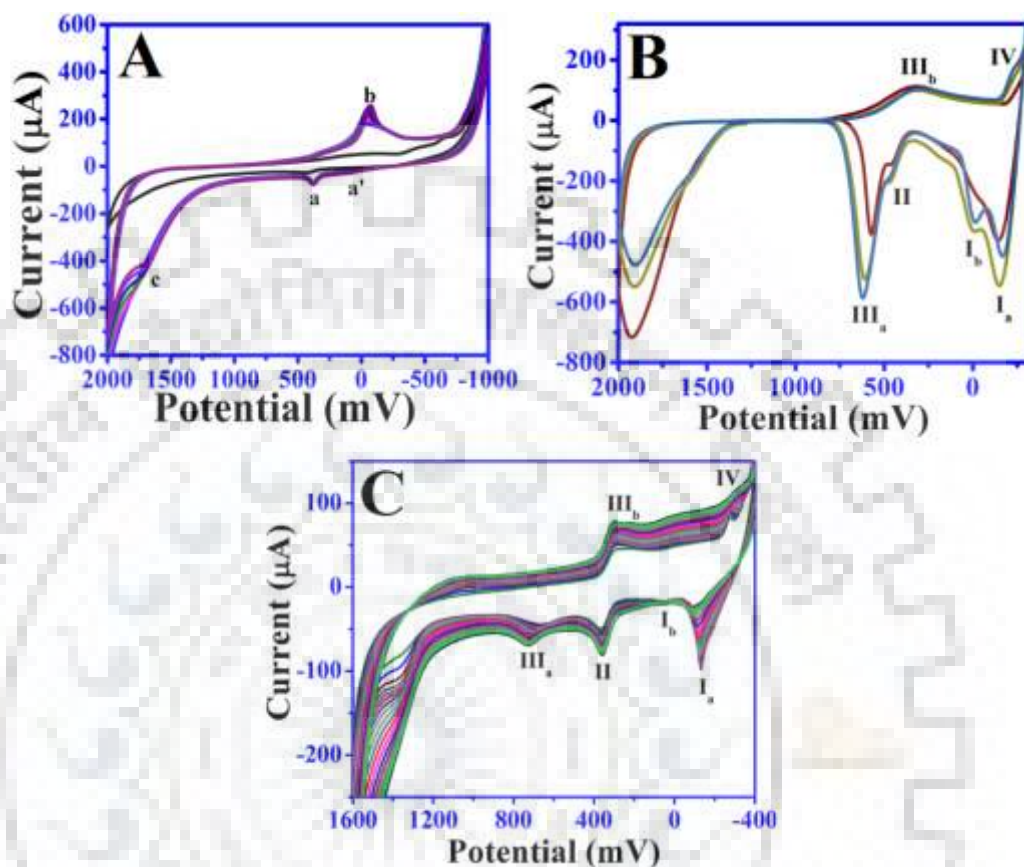 A
600
400
200
0
-200
-400
-600
-800
Current (μA)
b
a
a'
c
2000 1500 1000 500 0 -500 -1000
Potential (mV)
B
200
0
-200
-400
-600
-800
Current (μA)
III_b
IV
II
I_b
III_a
I_a
2000 1500 1000 500 0
Potential (mV)
C
100
0
-100
-200
Current (μA)
IV
III_b
I_b
III_a
II
I_a
1600 1200 800 400 0 -400
Potential (mV)